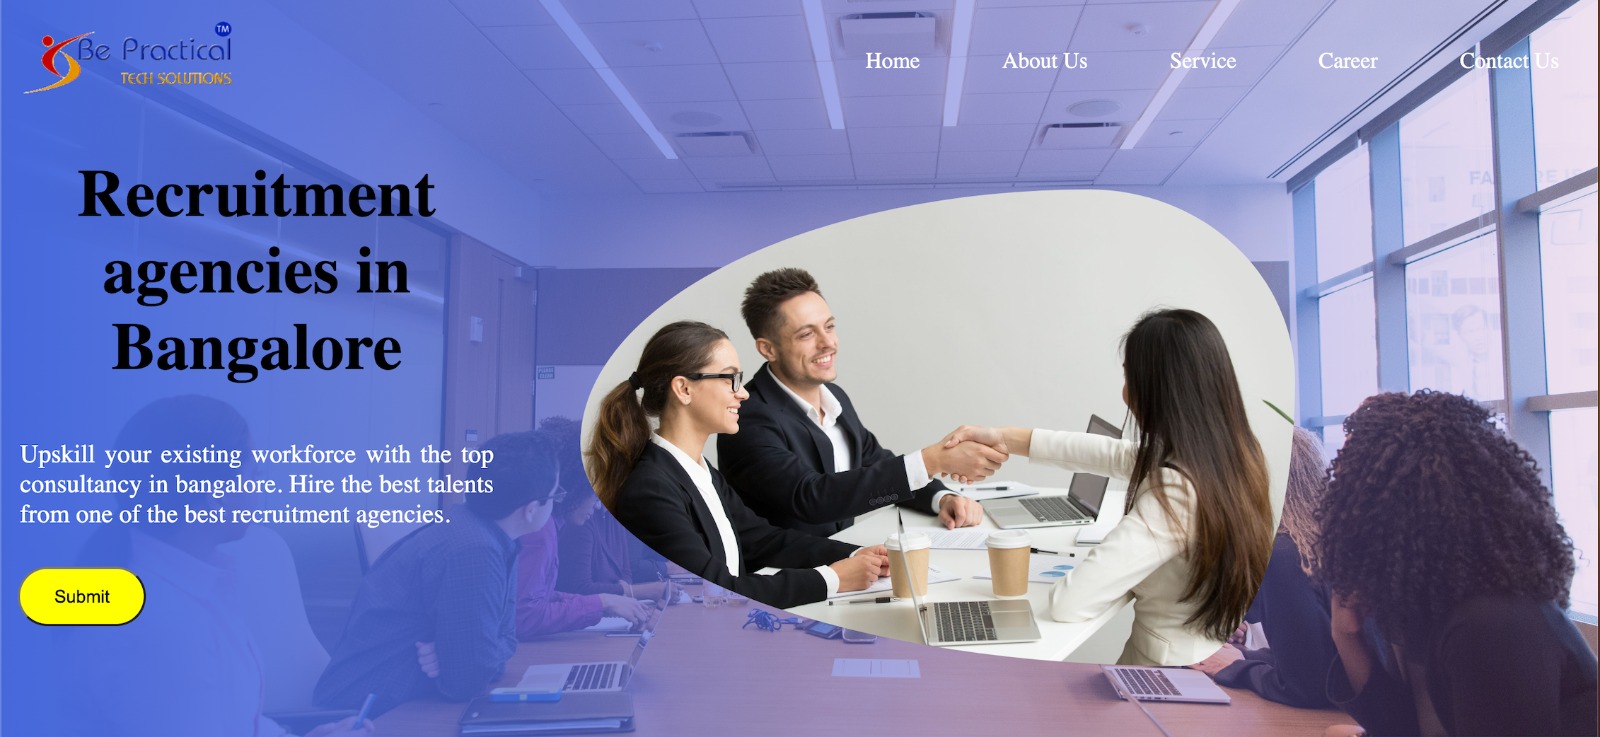 Be Practical TM
TECH SOLUTIONS
Home About Us Service Career Contact Us
Recruitment
agencies in
Bangalore
Upskill your existing workforce with the top
consultancy in bangalore. Hire the best talents
from one of the best recruitment agencies.
Submit